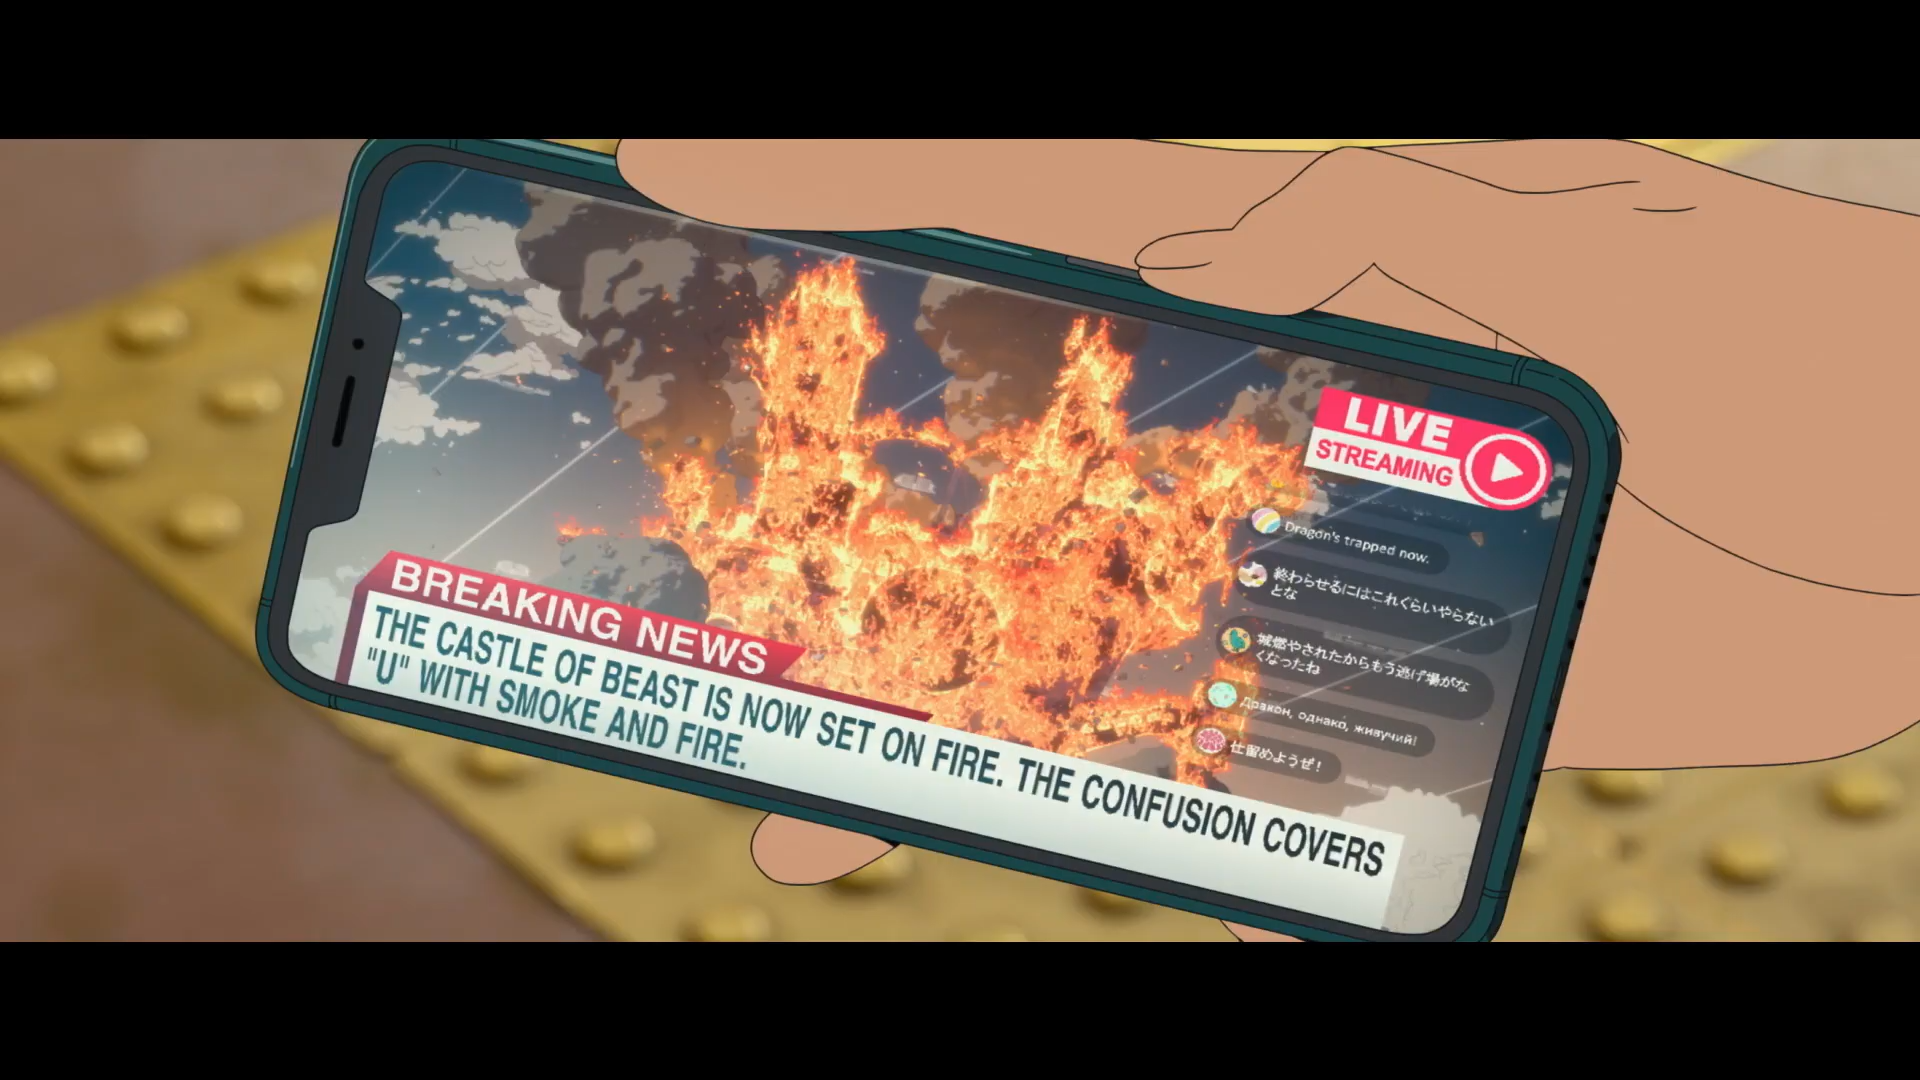 LIVE
STREAMING
Dragon's trapped now.
終わらせるにはこれぐらいやらない
とな
城燃やされたからもう逃げ場がな
くなったね
Дракон, однако, живучий!
仕留めようぜ!
BREAKING NEWS
THE CASTLE OF BEAST IS NOW SET ON FIRE. THE CONFUSION COVERS
"U" WITH SMOKE AND FIRE.